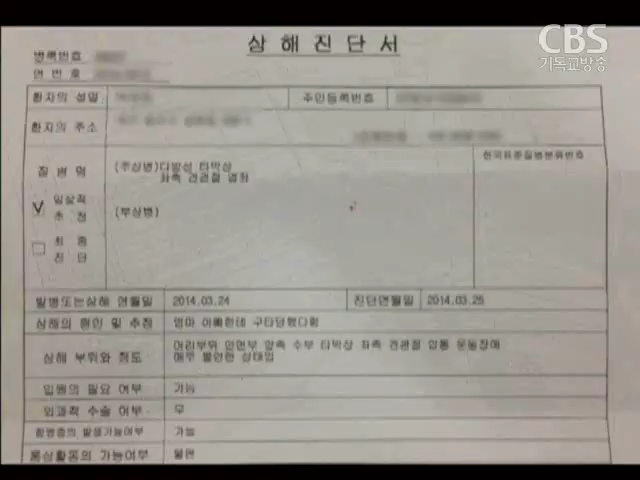 CBS
기독교방송
상 해 진 단 서
병록번호
연 번 호
환자의 성명
주민등록번호
환자의 주소
질 병 명
(주상병)다발성 타박상
좌측 견관절 염좌
한국표준질병분류번호
임상적
추 정
(부상병)
최 종
진 단
발병또는상해 연월일
2014.03.24
진단연월일
2014.03.25
상해의 원인 및 추정
엄마 아빠한테 구타당했다함
상해 부위와 정도
머리부위 안면부 양측 수부 타박상 좌측 견관절 압통 운동장애
매우 불안한 상태임
입원의 필요 여부
가능
외과적 수술 여부
무
합병증의 발생가능여부
가능
통상활동의 가능여부
불편